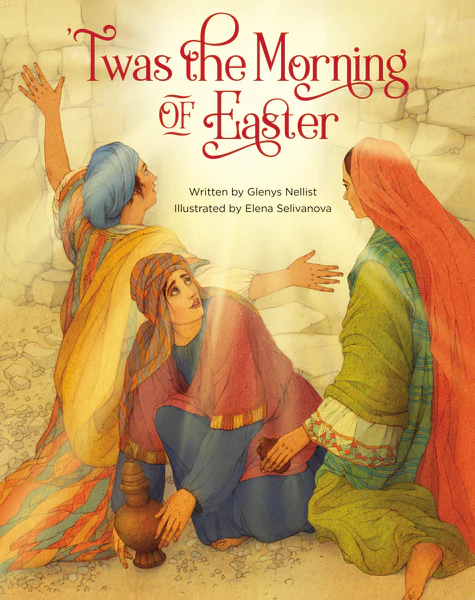 'Twas the Morning
OF Easter
Written by Glenys Nellist
Illustrated by Elena Selivanova